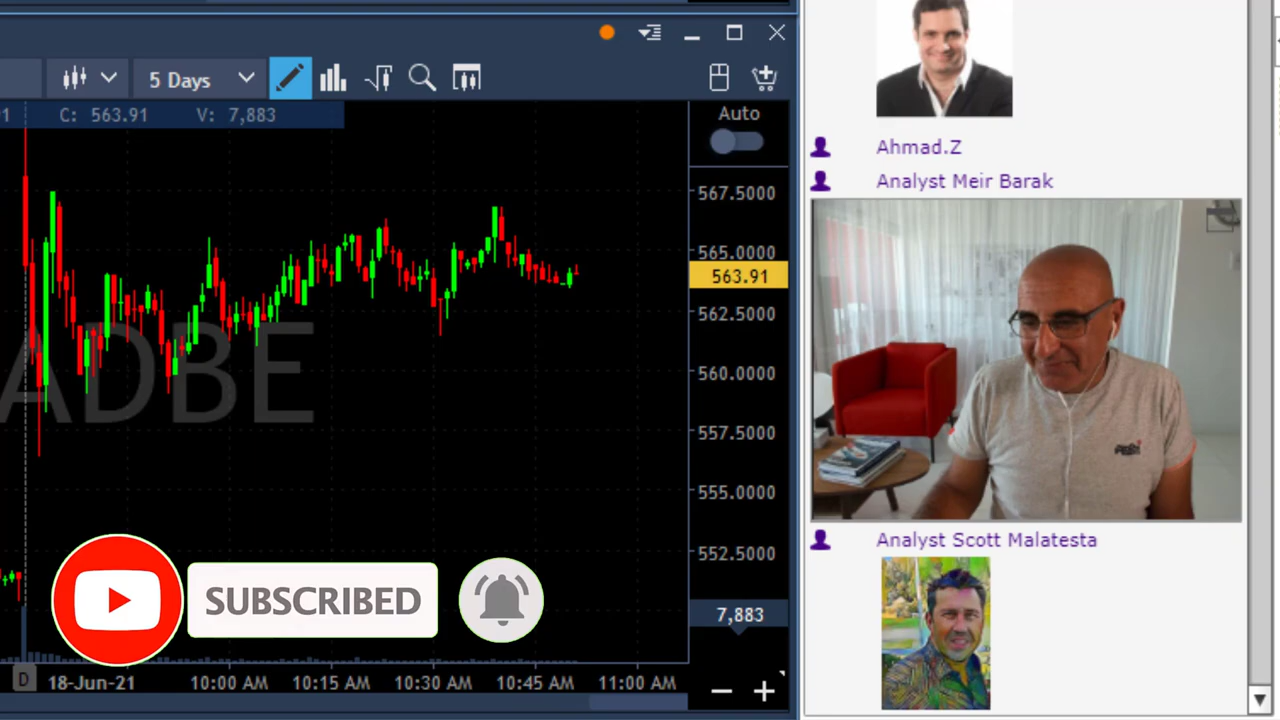 5 Days
1 C: 563.91 V: 7,883
Auto
567.5000
565.0000
563.91
562.5000
560.0000
557.5000
555.0000
552.5000
7,883
ADBE
SUBSCRIBED
D 18-Jun-21 10:00 AM 10:15 AM 10:30 AM 10:45 AM 11:00 AM
Ahmad.Z
Analyst Meir Barak
Analyst Scott Malatesta